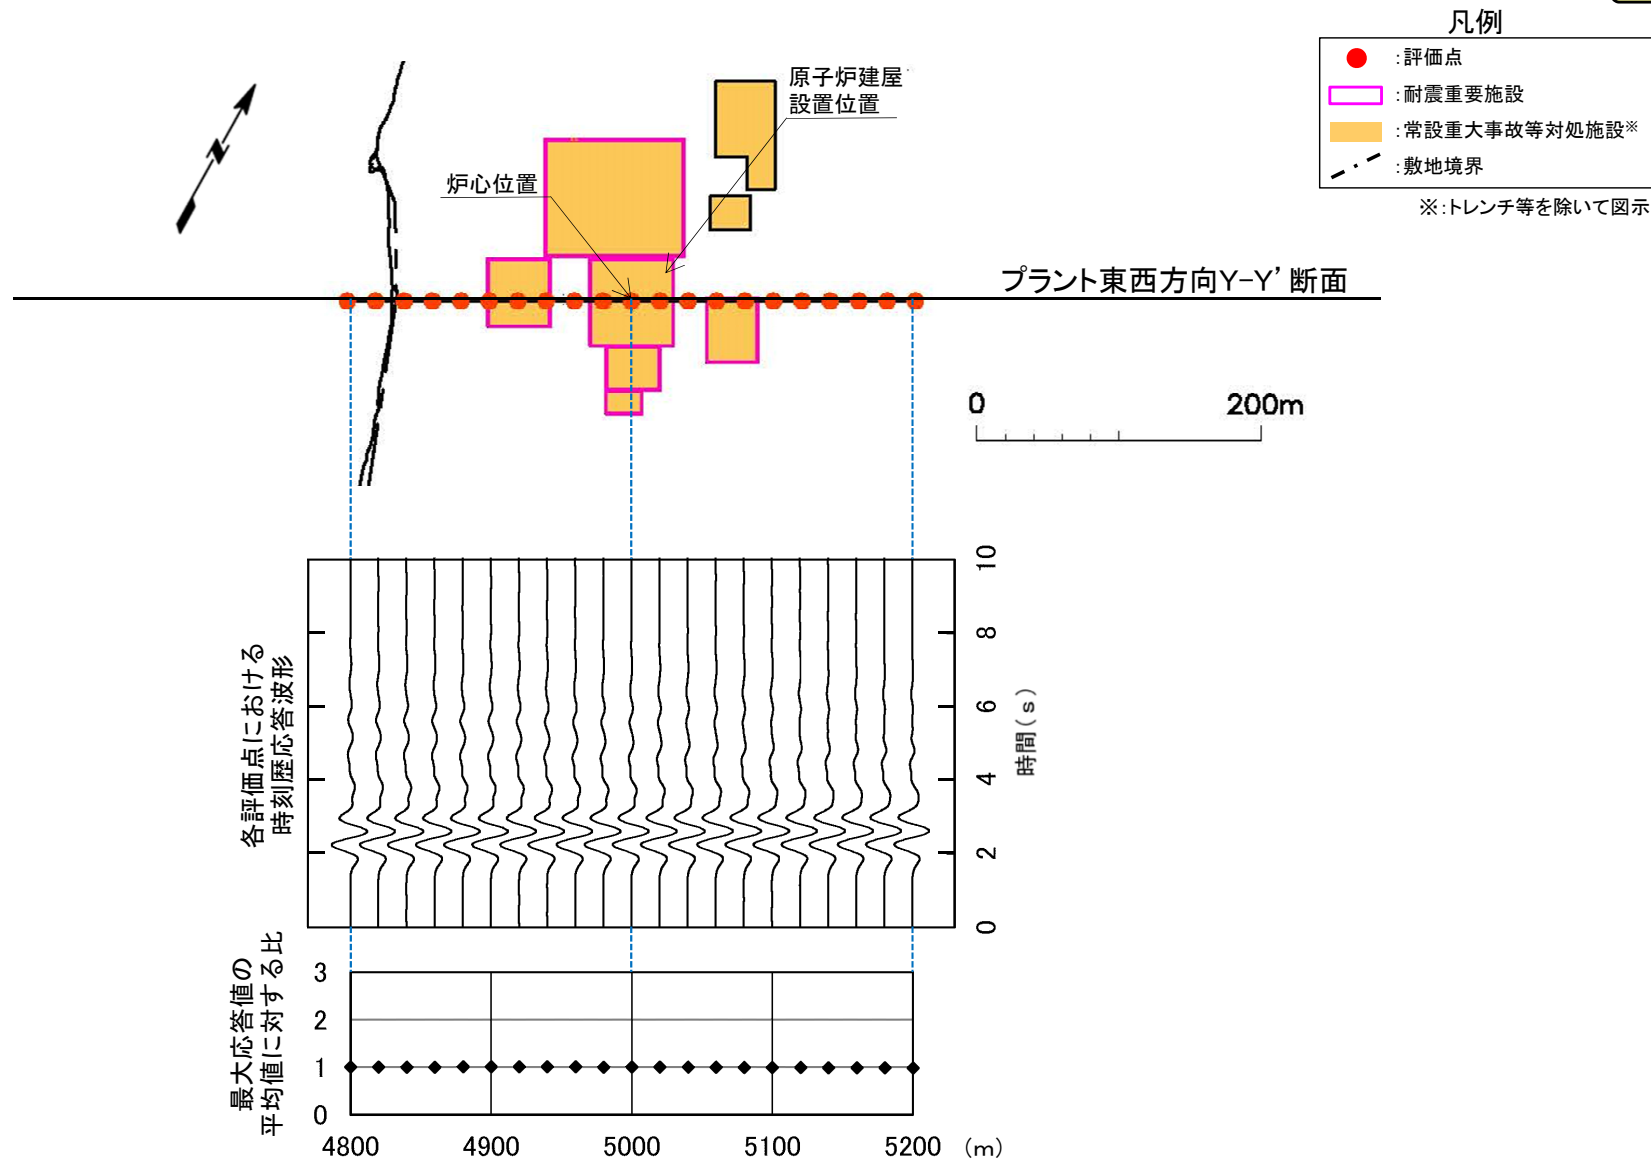 凡例
:評価点
:耐震重要施設
:常設重大事故等対処施設※
:敷地境界
※:トレンチ等を除いて図示
原子炉建屋
設置位置
炉心位置
N
プラント東西方向Y-Y’断面
0 200m
各評価点における
時刻歴応答波形
10
8
6
4
2
0
時間(s)
最大応答値の
平均値に対する比
3
2
1
0
4800 4900 5000 5100 5200 (m)